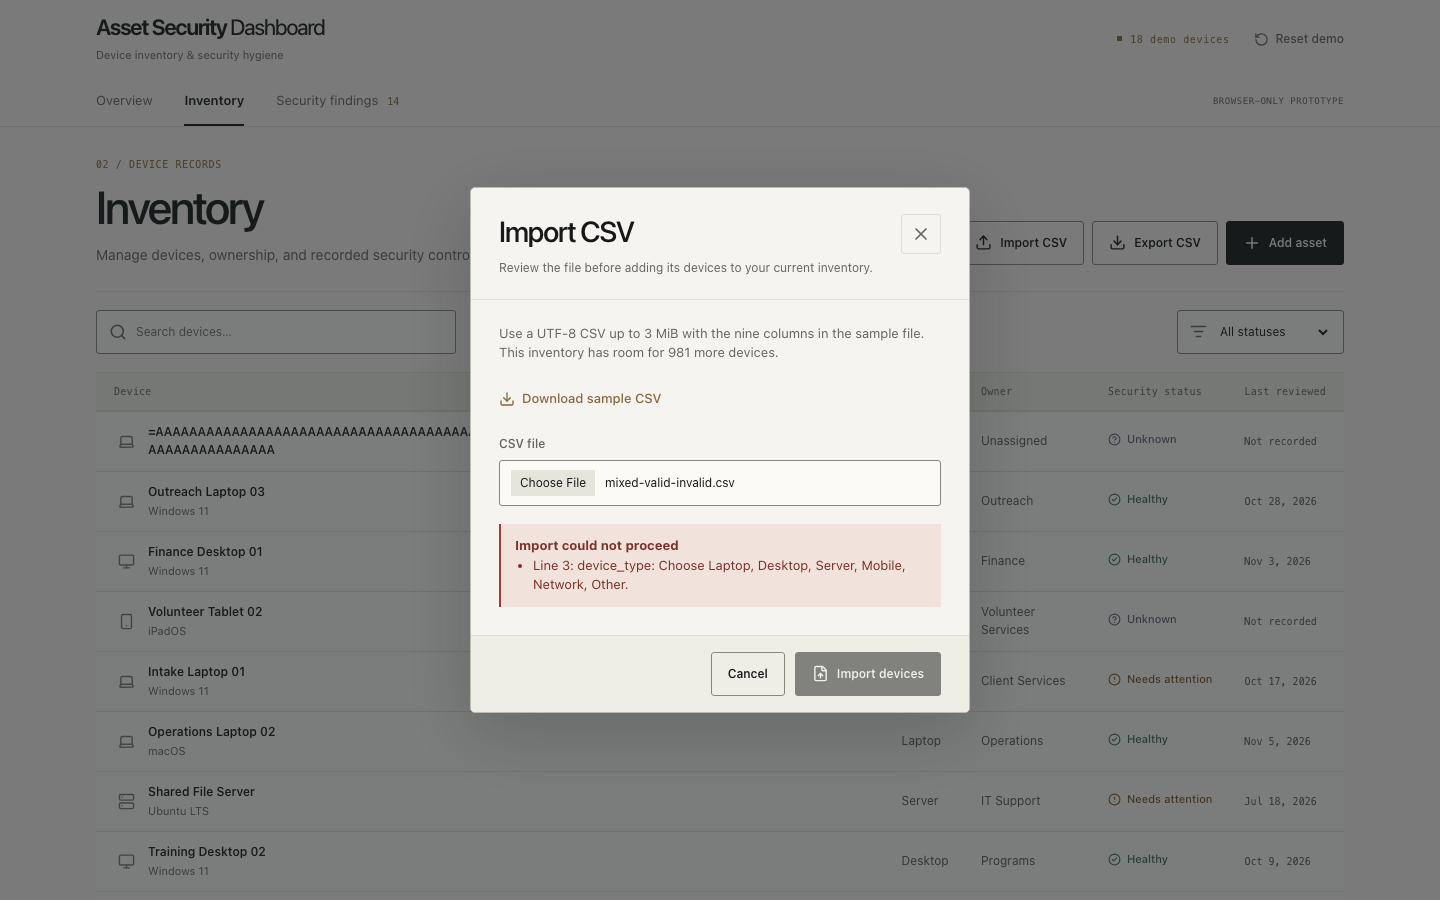 Asset Security Dashboard
Device inventory & security hygiene
18 demo devices
Reset demo
Overview
Inventory
Security findings 14
BROWSER-ONLY PROTOTYPE
02 / DEVICE RECORDS
Inventory
Manage devices, ownership, and recorded security contro
Import CSV
Export CSV
Add asset
Search devices...
All statuses
Device
Owner
Security status
Last reviewed
=AAAAAAAAAAAAAAAAAAAAAAAAAAAAAAAAAAAAAA
AAAAAAAAAAAAAAA
Unassigned
Unknown
Not recorded
Outreach Laptop 03
Windows 11
Outreach
Healthy
Oct 28, 2026
Finance Desktop 01
Windows 11
Finance
Healthy
Nov 3, 2026
Volunteer Tablet 02
iPadOS
Volunteer
Services
Unknown
Not recorded
Intake Laptop 01
Windows 11
Client Services
Needs attention
Oct 17, 2026
Operations Laptop 02
macOS
Laptop
Operations
Healthy
Nov 5, 2026
Shared File Server
Ubuntu LTS
Server
IT Support
Needs attention
Jul 18, 2026
Training Desktop 02
Windows 11
Desktop
Programs
Healthy
Oct 9, 2026
Import CSV
Review the file before adding its devices to your current inventory.
Use a UTF-8 CSV up to 3 MiB with the nine columns in the sample file.
This inventory has room for 981 more devices.
Download sample CSV
CSV file
Choose File mixed-valid-invalid.csv
Import could not proceed
• Line 3: device_type: Choose Laptop, Desktop, Server, Mobile,
Network, Other.
Cancel
Import devices